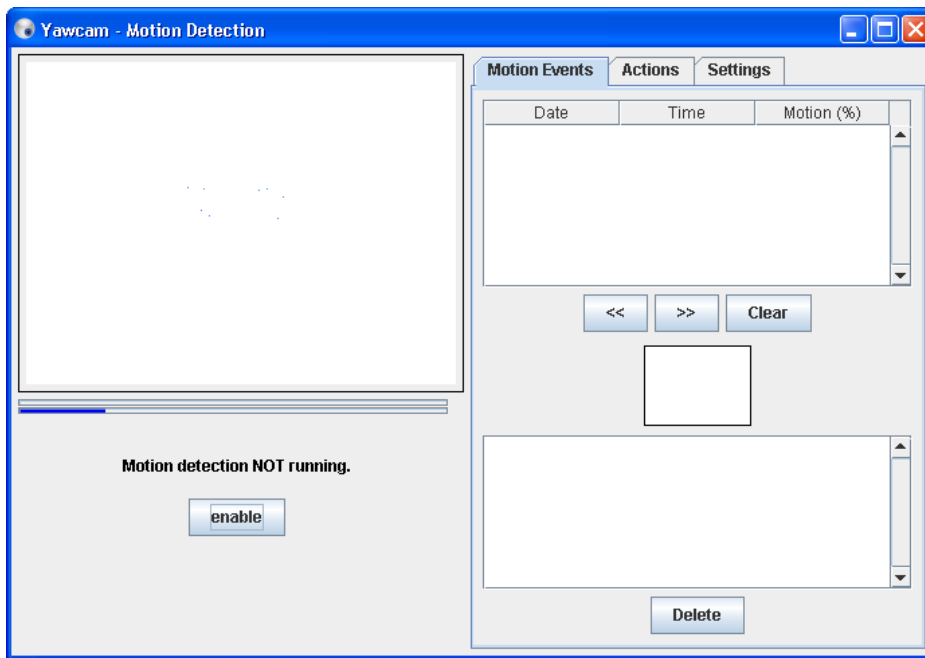 Yawcam - Motion Detection
Motion Events Actions Settings
Date Time Motion (%)
<< >> Clear
Motion detection NOT running.
enable
Delete